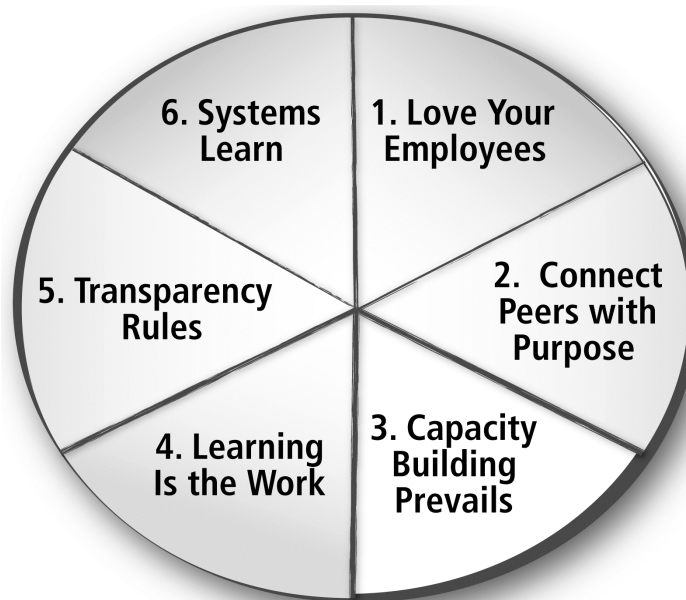 1. Love Your
Employees
2. Connect
Peers with
Purpose
3. Capacity
Building
Prevails
4. Learning
Is the Work
5. Transparency
Rules
6. Systems
Learn